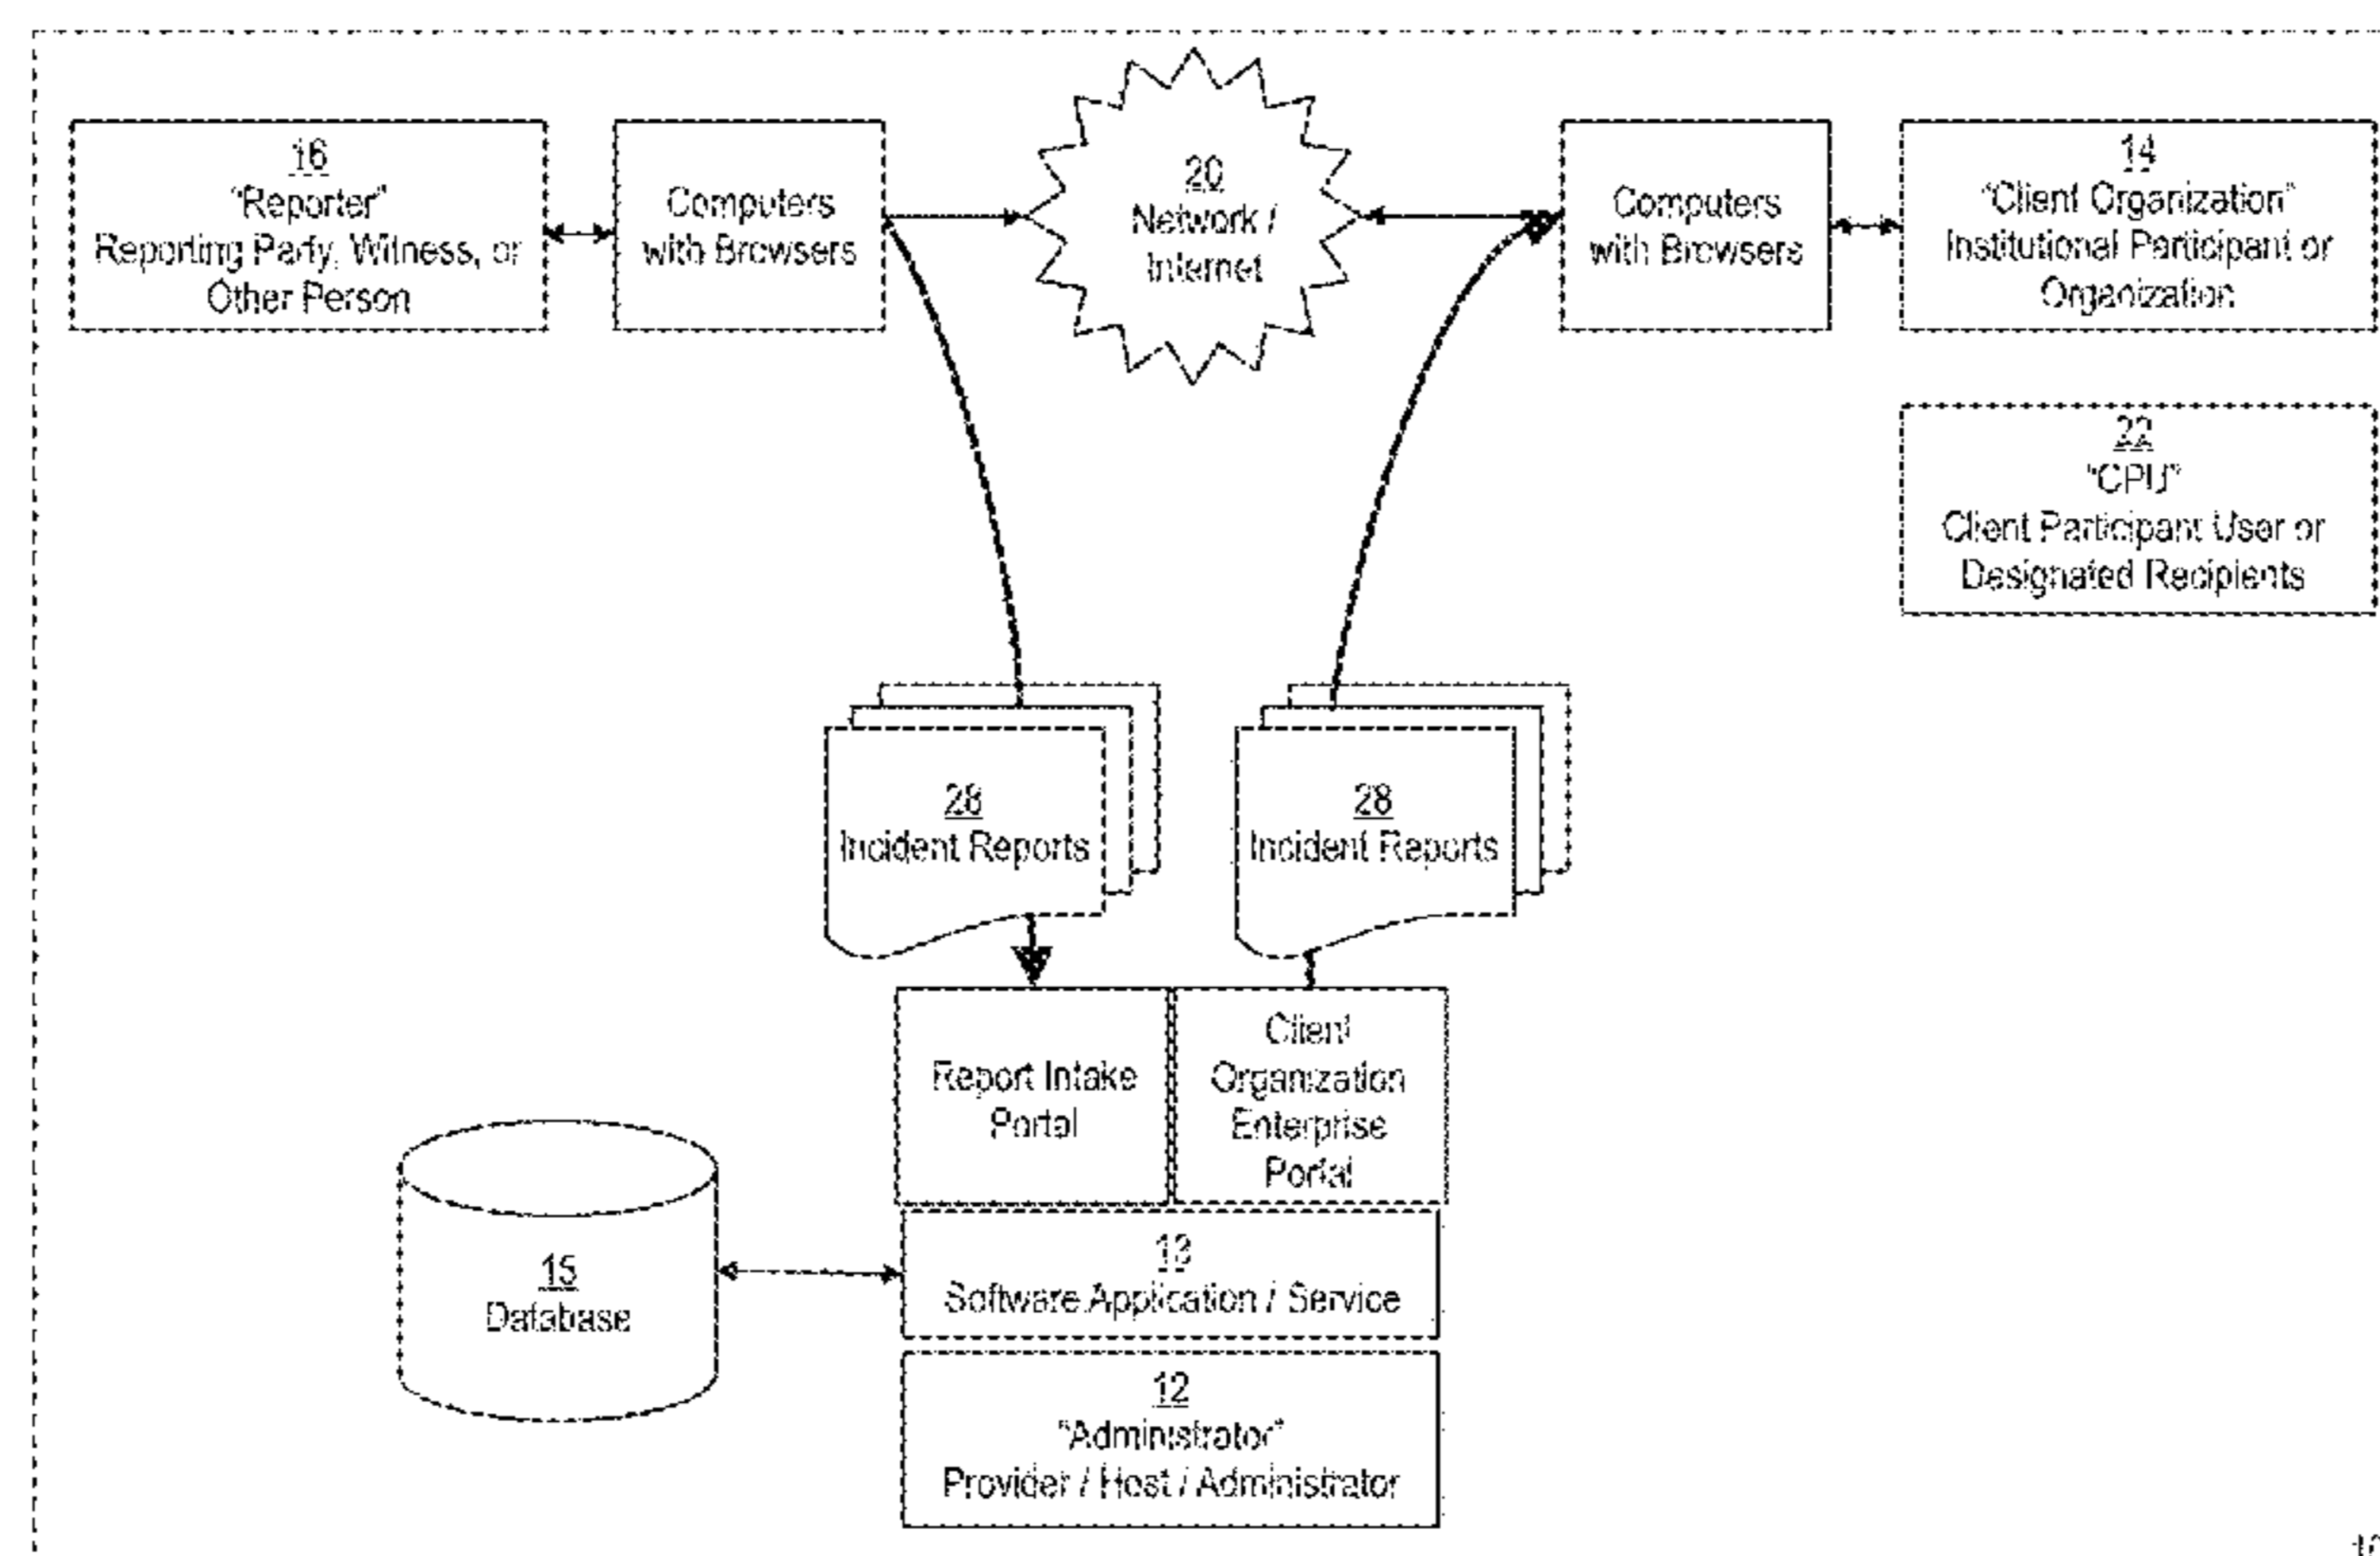 16
"Reporter"
Reporting Party, Witness, or
Other Person
Computers
with Browsers
20
Network /
Internet
Computers
with Browsers
14
"Client Organization"
Institutional Participant or
Organization
22
"CPU"
Client Participant User or
Designated Recipients
28
Incident Reports
28
Incident Reports
Report Intake
Portal
Client
Organization
Enterprise
Portal
15
Database
Software Application / Service
12
"Administrator"
Provider / Host / Administrator